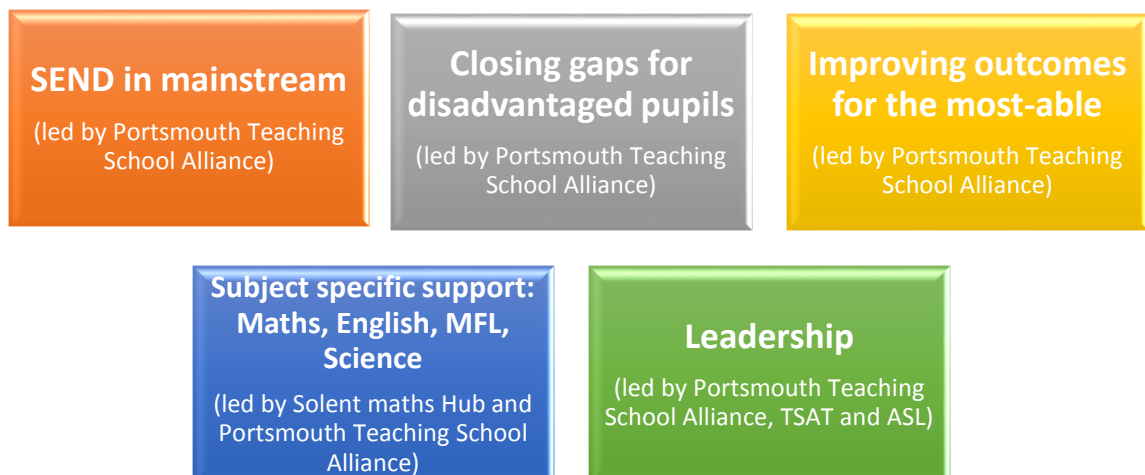 SEND in mainstream
(led by Portsmouth Teaching
School Alliance)
Closing gaps for
disadvantaged pupils
(led by Portsmouth Teaching
School Alliance)
Improving outcomes
for the most-able
(led by Portsmouth Teaching
School Alliance)
Subject specific support:
Maths, English, MFL,
Science
(led by Solent maths Hub and
Portsmouth Teaching School
Alliance)
Leadership
(led by Portsmouth Teaching
School Alliance, TSAT and ASL)